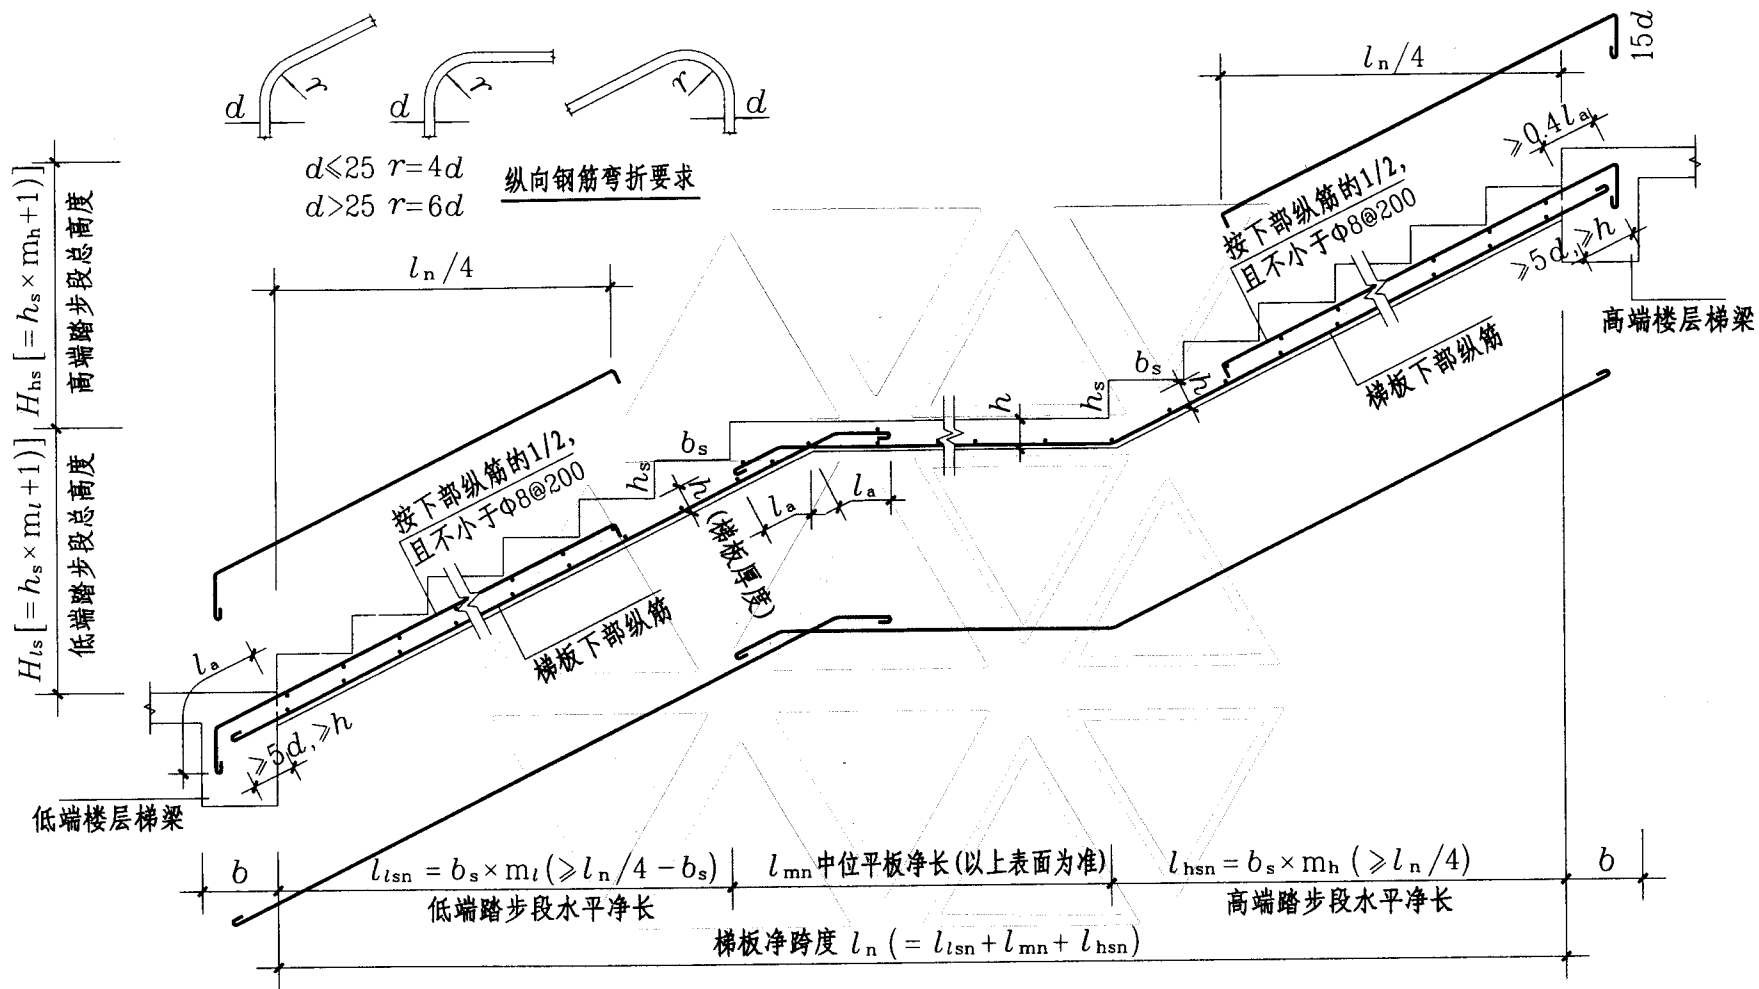 d
r
d
r
r
d
d≤25 r=4d
d>25 r=6d
纵向钢筋弯折要求
l_n/4
15d
≥0.4l_a
按下部纵筋的1/2,
且不小于Φ8@200
≥5d,≥h
高端楼层梯梁
梯板下部纵筋
H_hs[=h_s×m_h+1)]
高端踏步段总高度
H_ls[=h_s×m_l+1)]
低端踏步段总高度
l_n/4
按下部纵筋的1/2,
且不小于Φ8@200
h_s
b_s
h
(梯板厚度)
l_a
l_a
h
h_s
b_s
h
梯板下部纵筋
l_a
≥5d,≥h
低端楼层梯梁
b
l_lsn=b_s×m_l(≥l_n/4-b_s)
低端踏步段水平净长
l_mn中位平板净长(以上表面为准)
l_hsn=b_s×m_h(≥l_n/4)
高端踏步段水平净长
b
梯板净跨度 l_n(=l_lsn+l_mn+l_hsn)